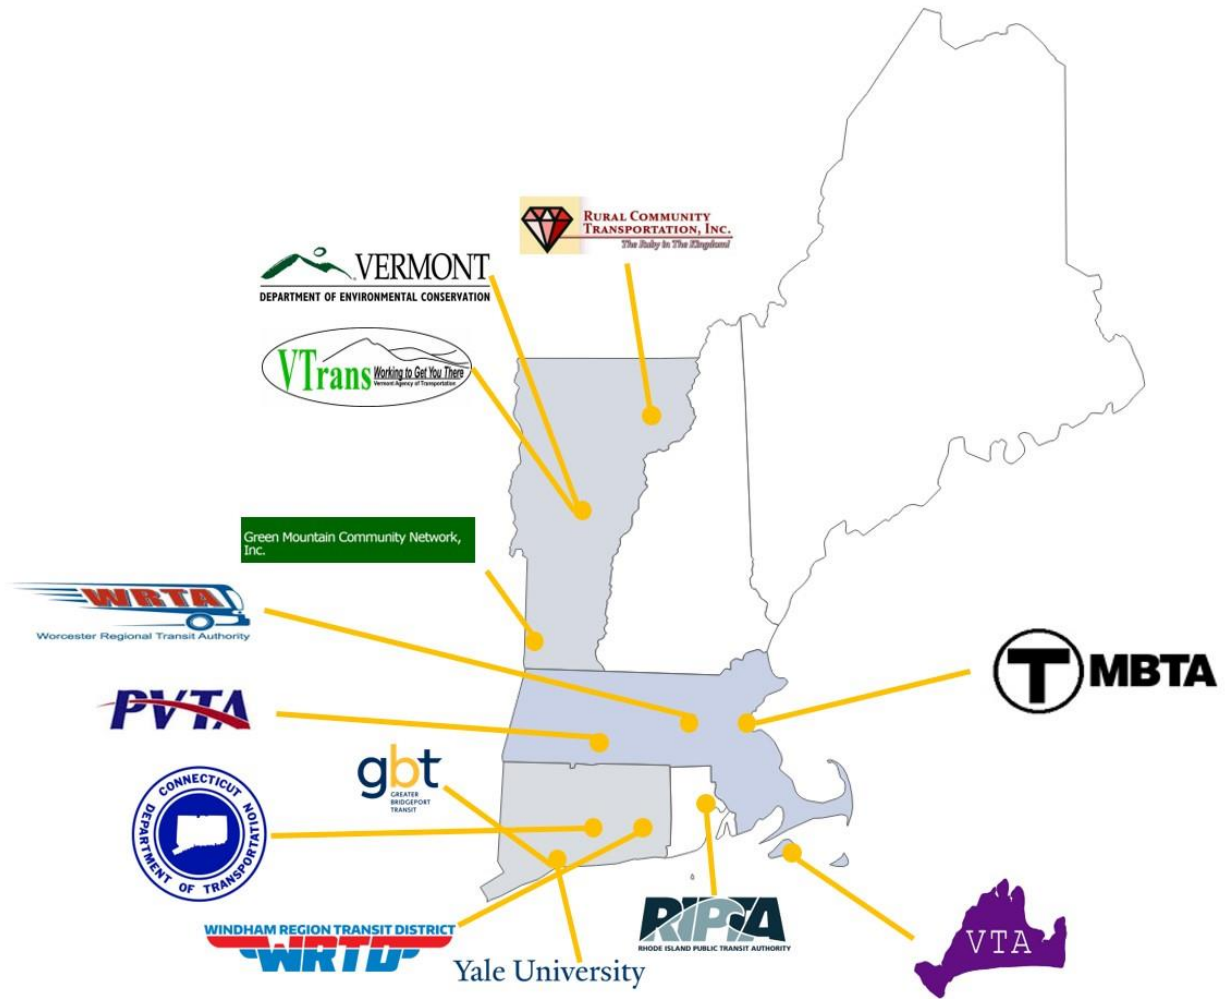 RURAL COMMUNITY
TRANSPORTATION, INC.
The Ruby in The Kingdom!
VERMONT
DEPARTMENT OF ENVIRONMENTAL CONSERVATION
VTrans Working to Get You There
Vermont Agency of Transportation
Green Mountain Community Network,
Inc.
WRTA
Worcester Regional Transit Authority
T MBTA
PVTA
gbt
GREATER
BRIDGEPORT
TRANSIT
CONNECTICUT
DEPARTMENT OF TRANSPORTATION
RIPTA
RHODE ISLAND PUBLIC TRANSIT AUTHORITY
VTA
WINDHAM REGION TRANSIT DISTRICT
WRTD
Yale University